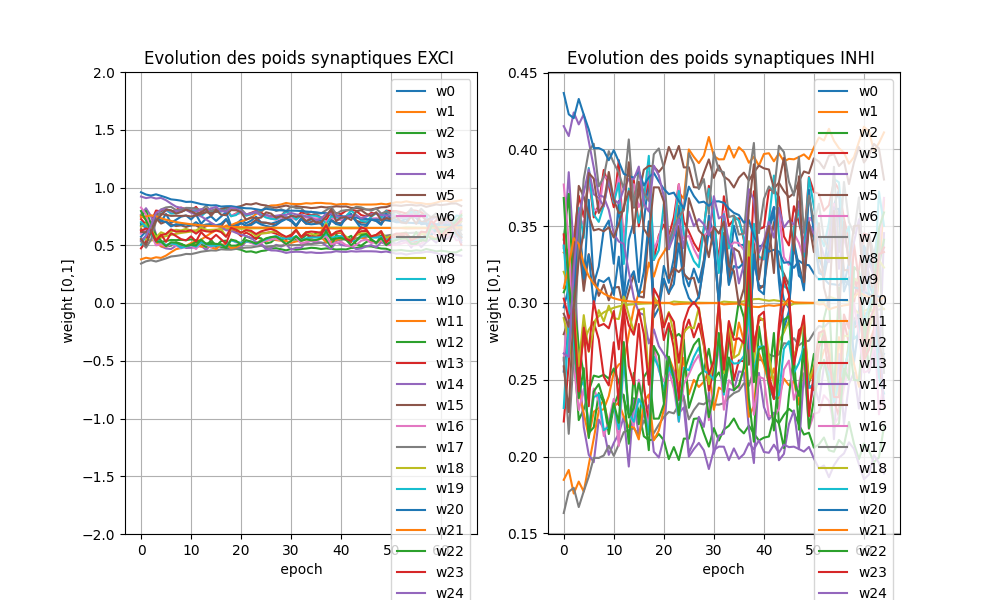 Evolution des poids synaptiques EXCI
2.0
1.5
1.0
0.5
0.0
−0.5
−1.0
−1.5
−2.0
weight [0,1]
0
10
20
30
40
50
60
epoch
w0
w1
w2
w3
w4
w5
w6
w7
w8
w9
w10
w11
w12
w13
w14
w15
w16
w17
w18
w19
w20
w21
w22
w23
w24
Evolution des poids synaptiques INHI
0.45
0.40
0.35
0.30
0.25
0.20
0.15
weight [0,1]
0
10
20
30
40
50
60
epoch
w0
w1
w2
w3
w4
w5
w6
w7
w8
w9
w10
w11
w12
w13
w14
w15
w16
w17
w18
w19
w20
w21
w22
w23
w24